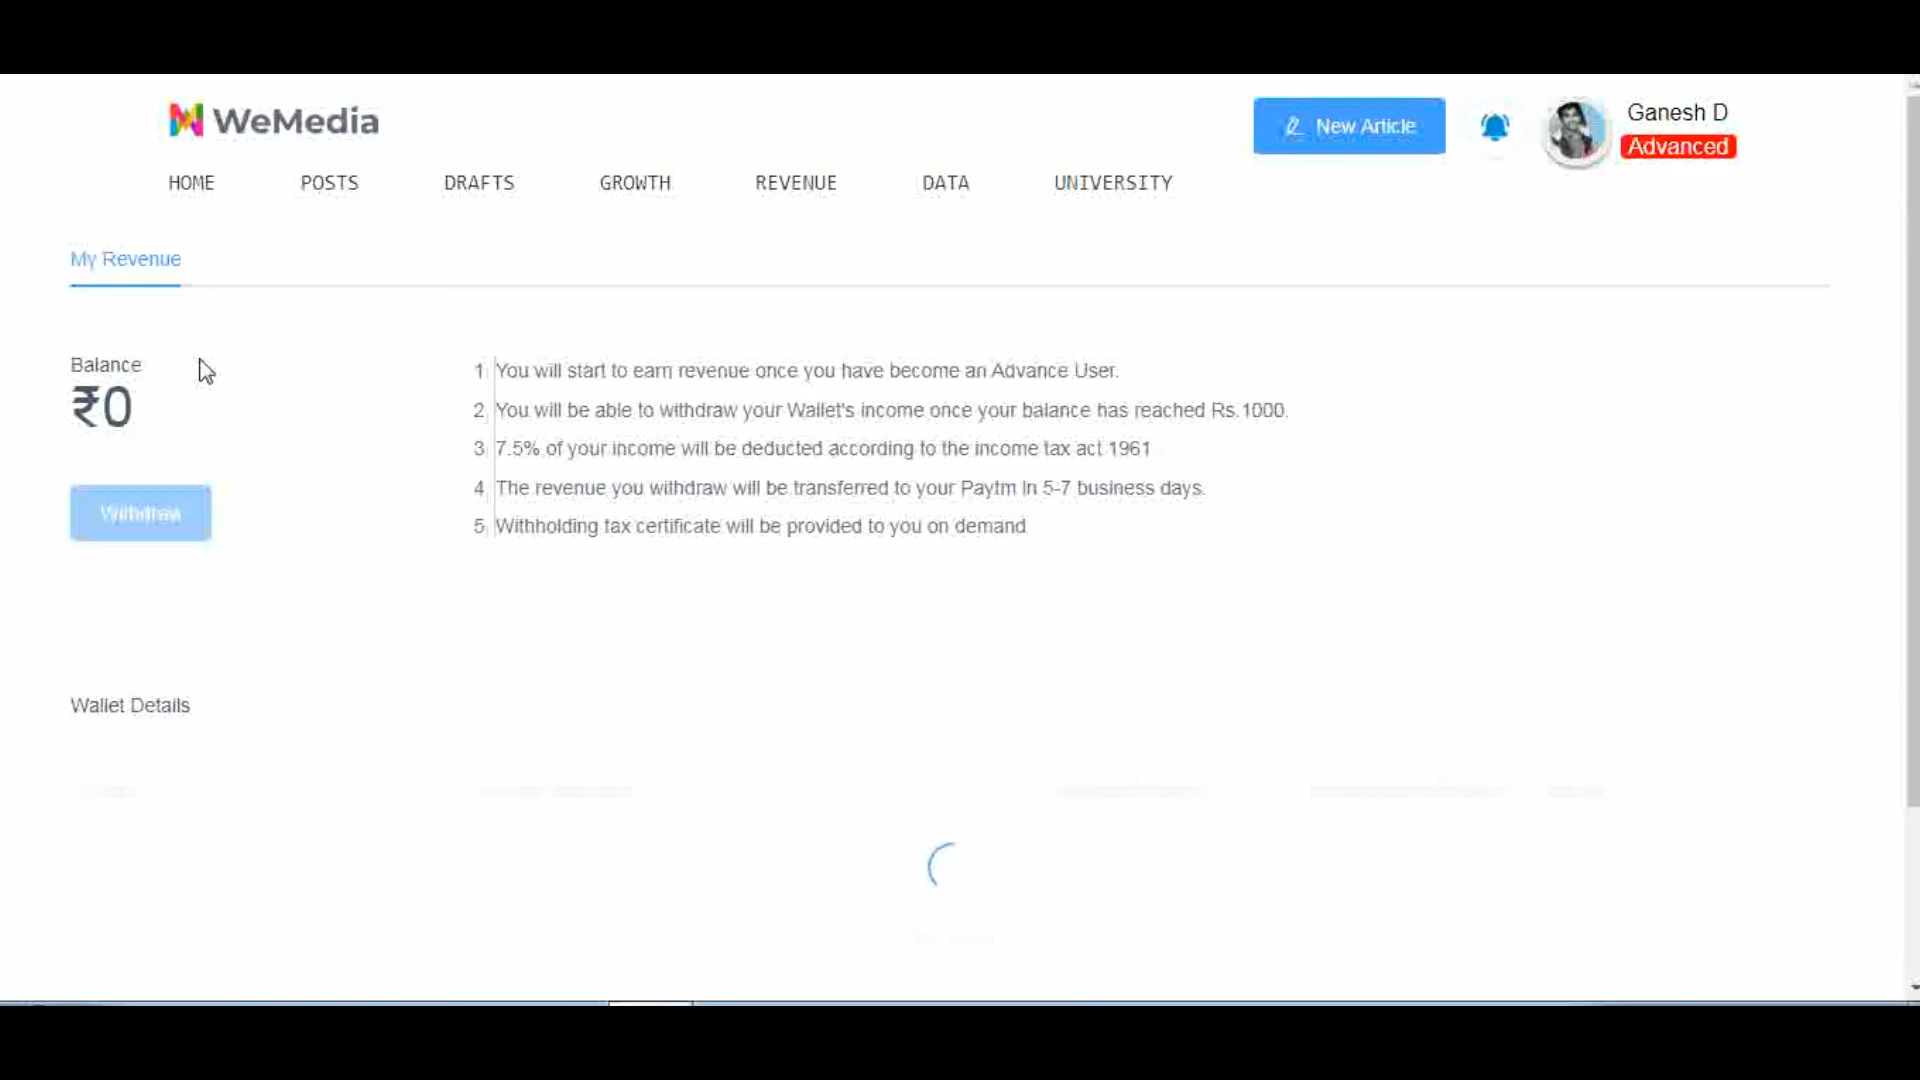 WeMedia
New Article
Ganesh D
Advanced
HOME POSTS DRAFTS GROWTH REVENUE DATA UNIVERSITY
My Revenue
Balance
₹0
Withdraw
1 You will start to earn revenue once you have become an Advance User.
2 You will be able to withdraw your Wallet's income once your balance has reached Rs.1000.
3 7.5% of your income will be deducted according to the income tax act 1961
4 The revenue you withdraw will be transferred to your Paytm In 5-7 business days.
5 Withholding tax certificate will be provided to you on demand
Wallet Details